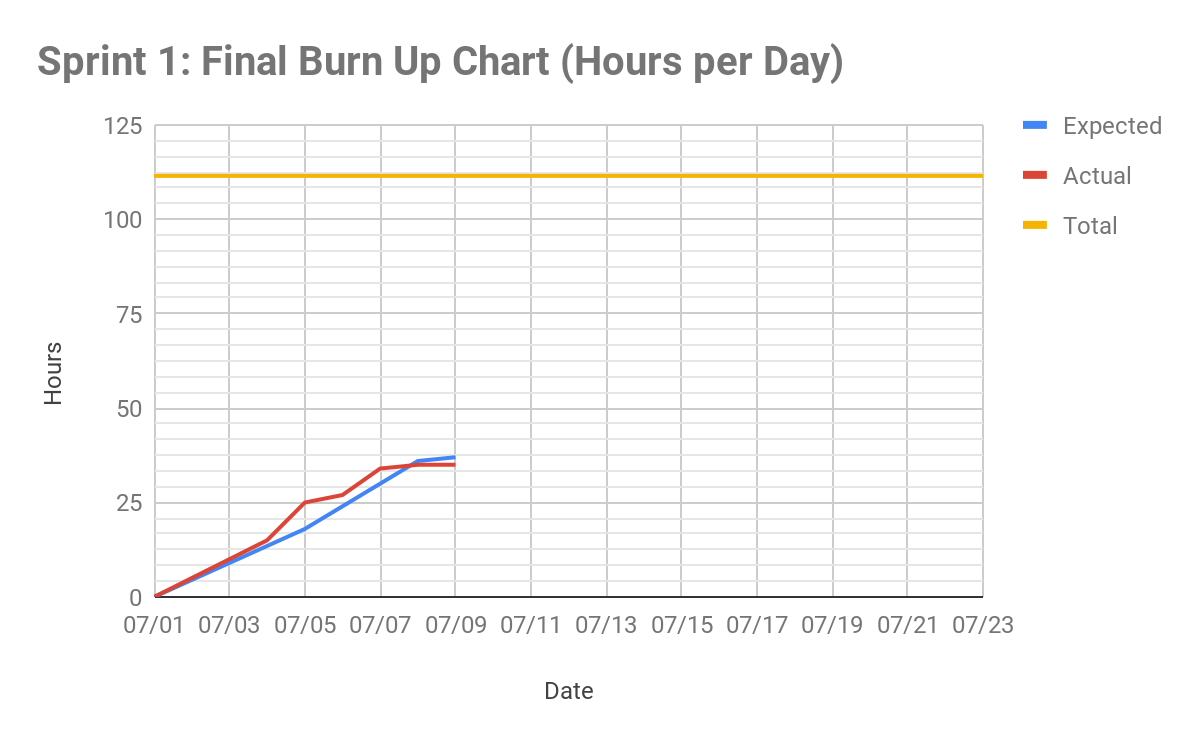 Sprint 1: Final Burn Up Chart (Hours per Day)
125
100
75
50
25
0
Hours
07/01 07/03 07/05 07/07 07/09 07/11 07/13 07/15 07/17 07/19 07/21 07/23
Date
Expected
Actual
Total